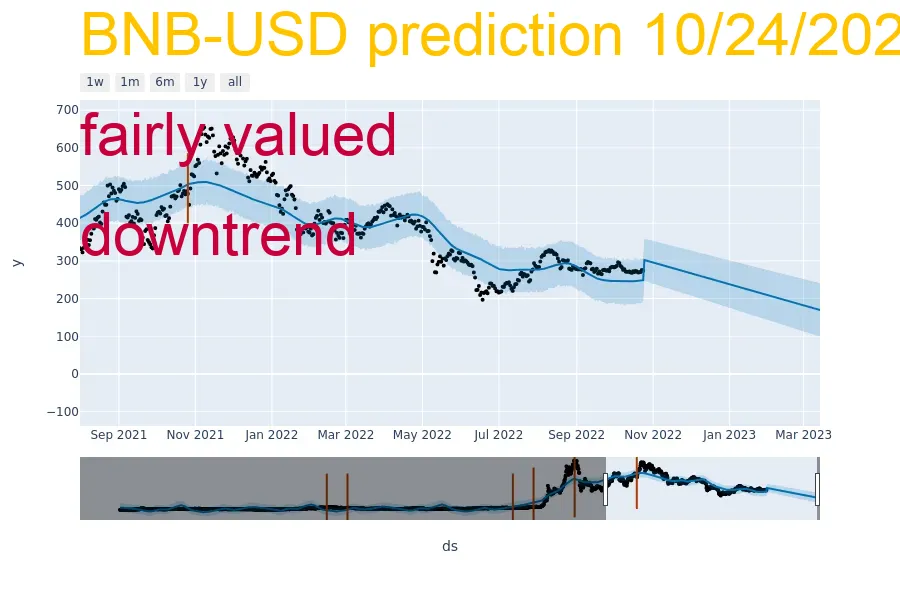 BNB-USD prediction 10/24/202
1w 1m 6m 1y all
700
fairly valued
600
500
400
downtrend
300
200
100
0
−100
y
Sep 2021 Nov 2021 Jan 2022 Mar 2022 May 2022 Jul 2022 Sep 2022 Nov 2022 Jan 2023 Mar 2023
ds